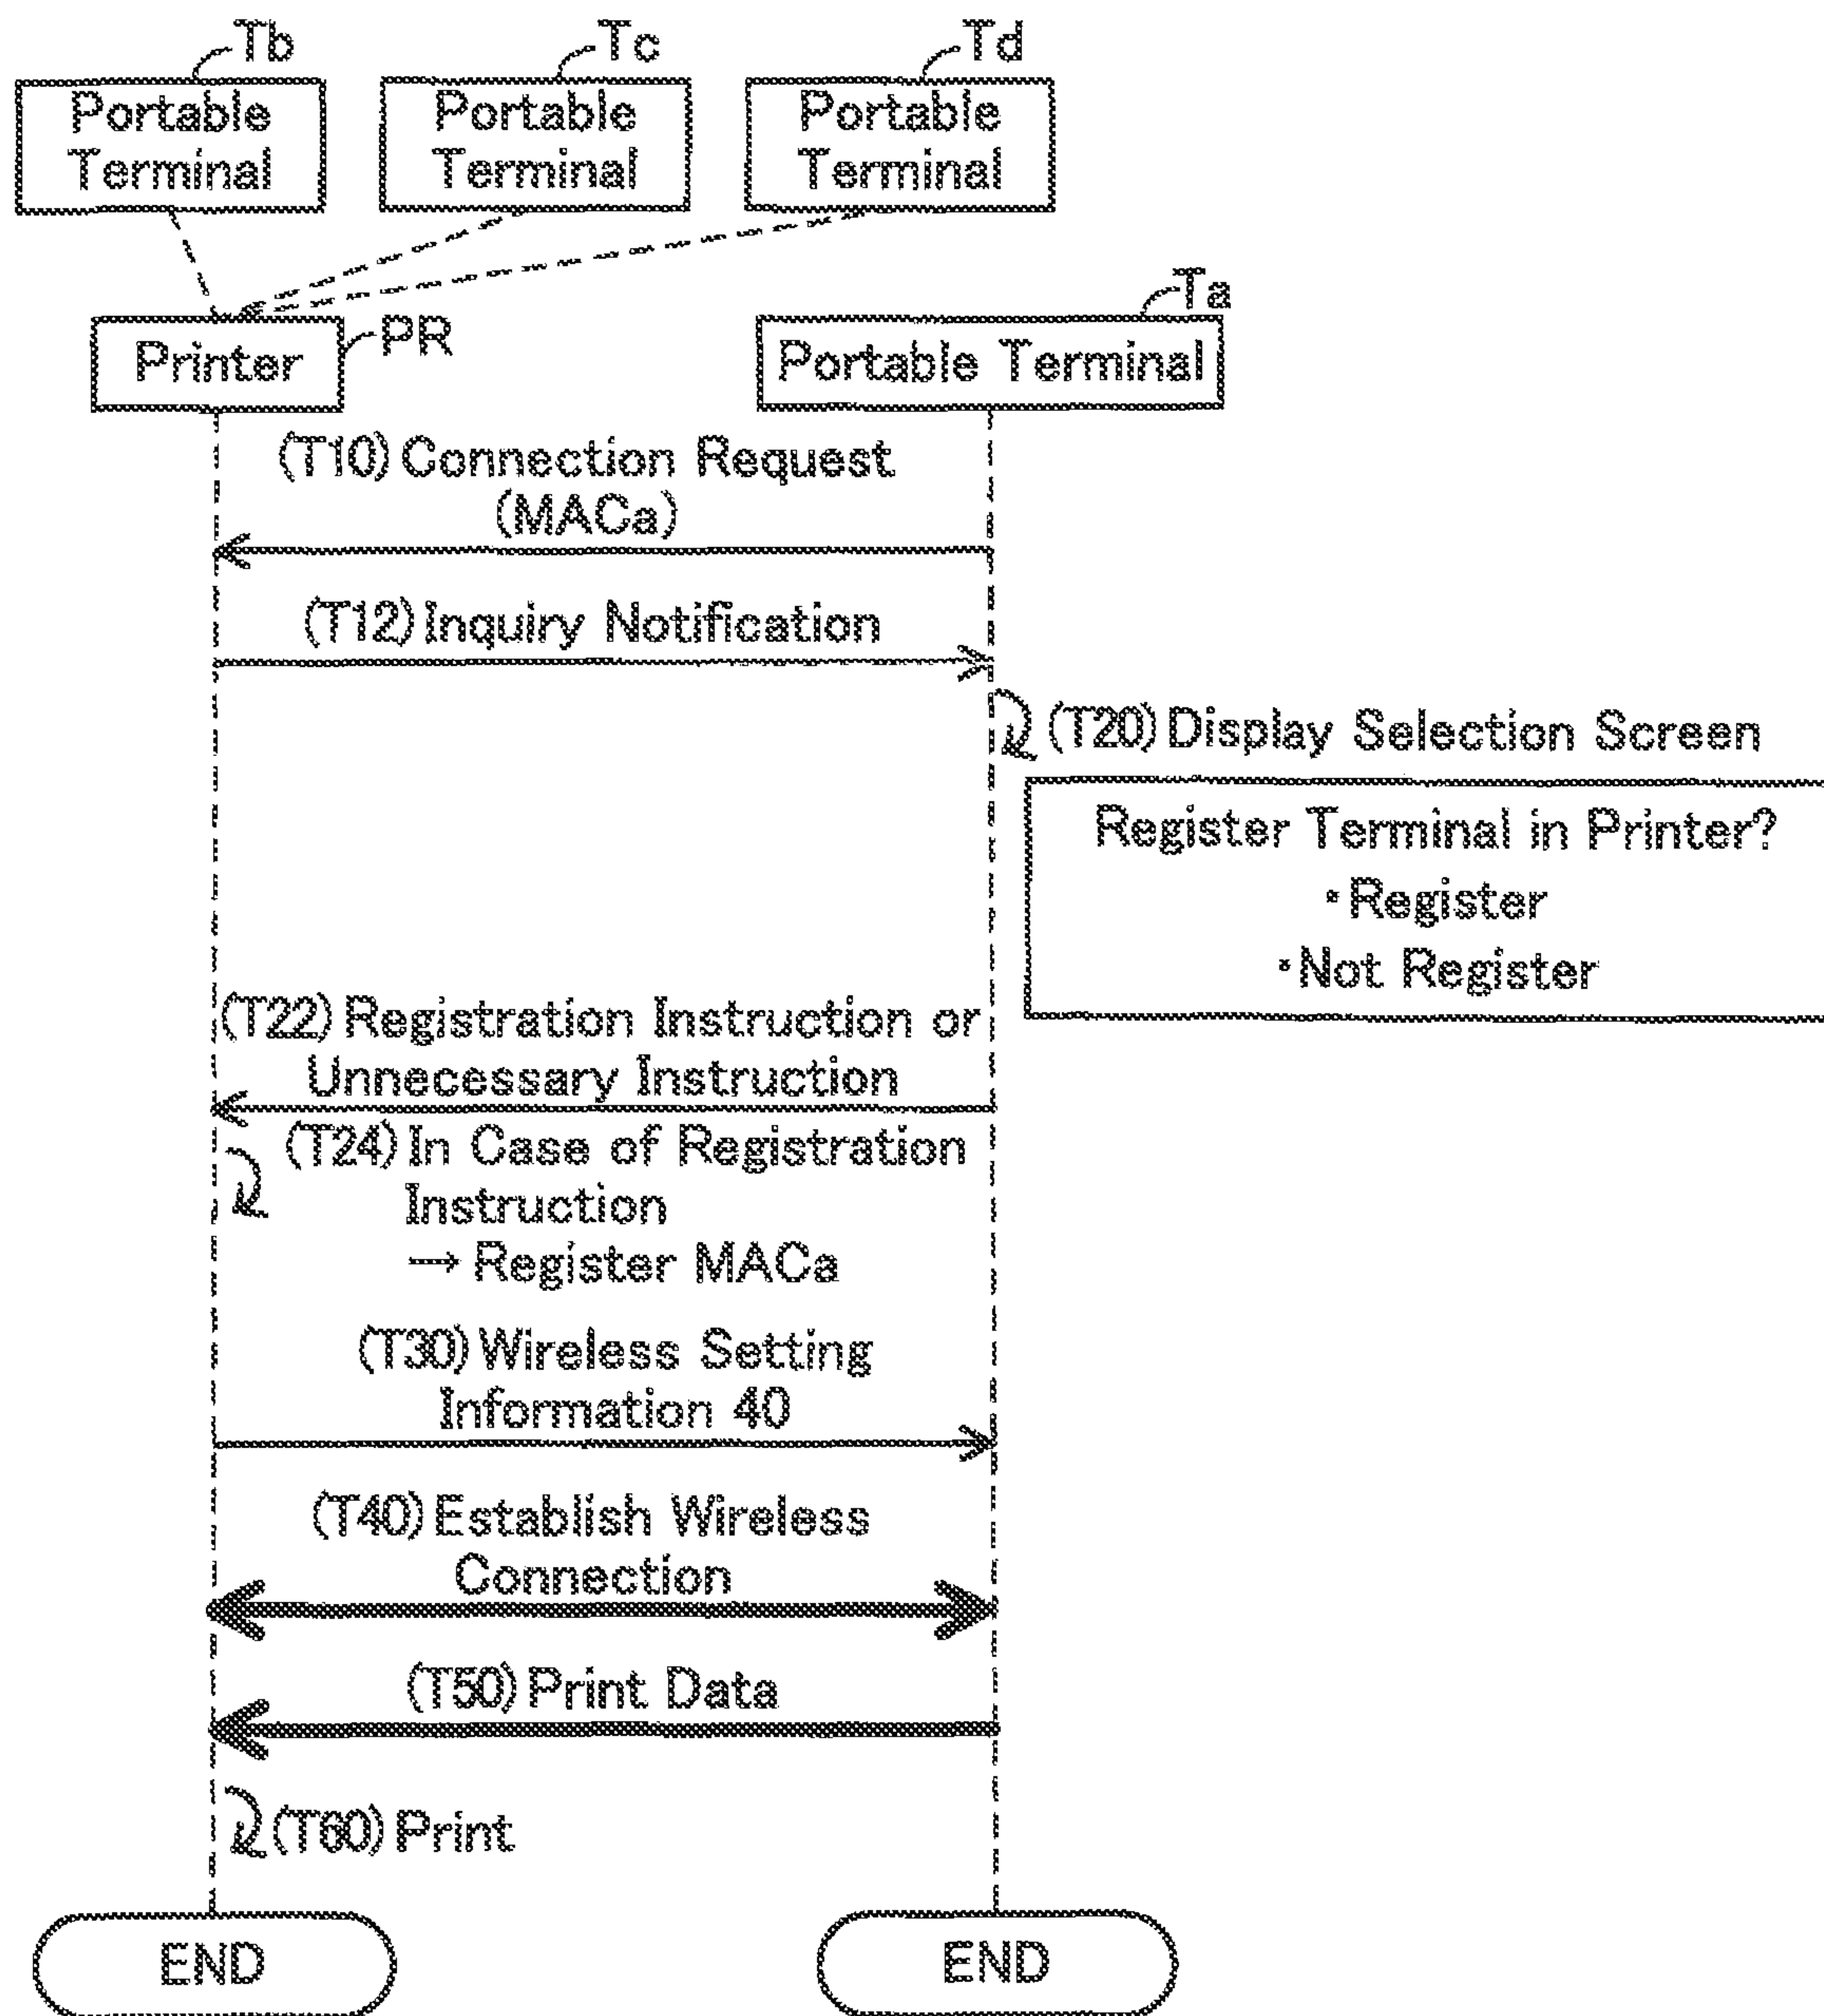 Tb
Tc
Td
Portable
Terminal
Portable
Terminal
Portable
Terminal
Ta
Printer
PR
Portable Terminal
(T10) Connection Request
(MACa)
(T12) Inquiry Notification
(T20) Display Selection Screen
Register Terminal in Printer?
・Register
・Not Register
(T22) Registration Instruction or
Unnecessary Instruction
(T24) In Case of Registration
Instruction
→ Register MACa
(T30) Wireless Setting
Information 40
(T40) Establish Wireless
Connection
(T50) Print Data
(T60) Print
END
END